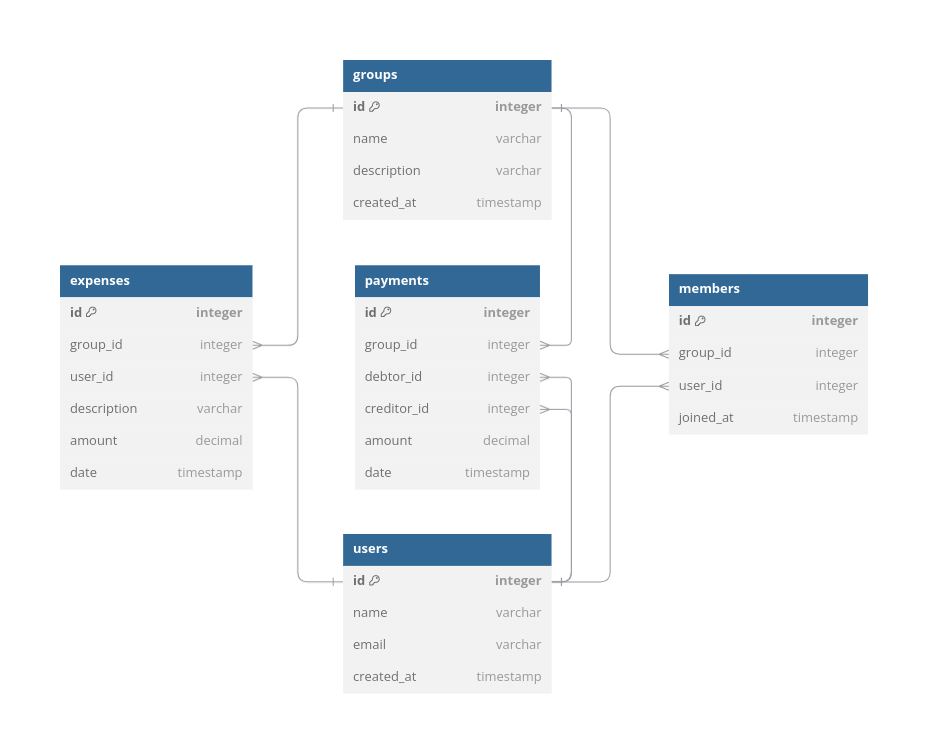 groups
id integer
name varchar
description varchar
created_at timestamp
expenses
id integer
group_id integer
user_id integer
description varchar
amount decimal
date timestamp
payments
id integer
group_id integer
debtor_id integer
creditor_id integer
amount decimal
date timestamp
members
id integer
group_id integer
user_id integer
joined_at timestamp
users
id integer
name varchar
email varchar
created_at timestamp